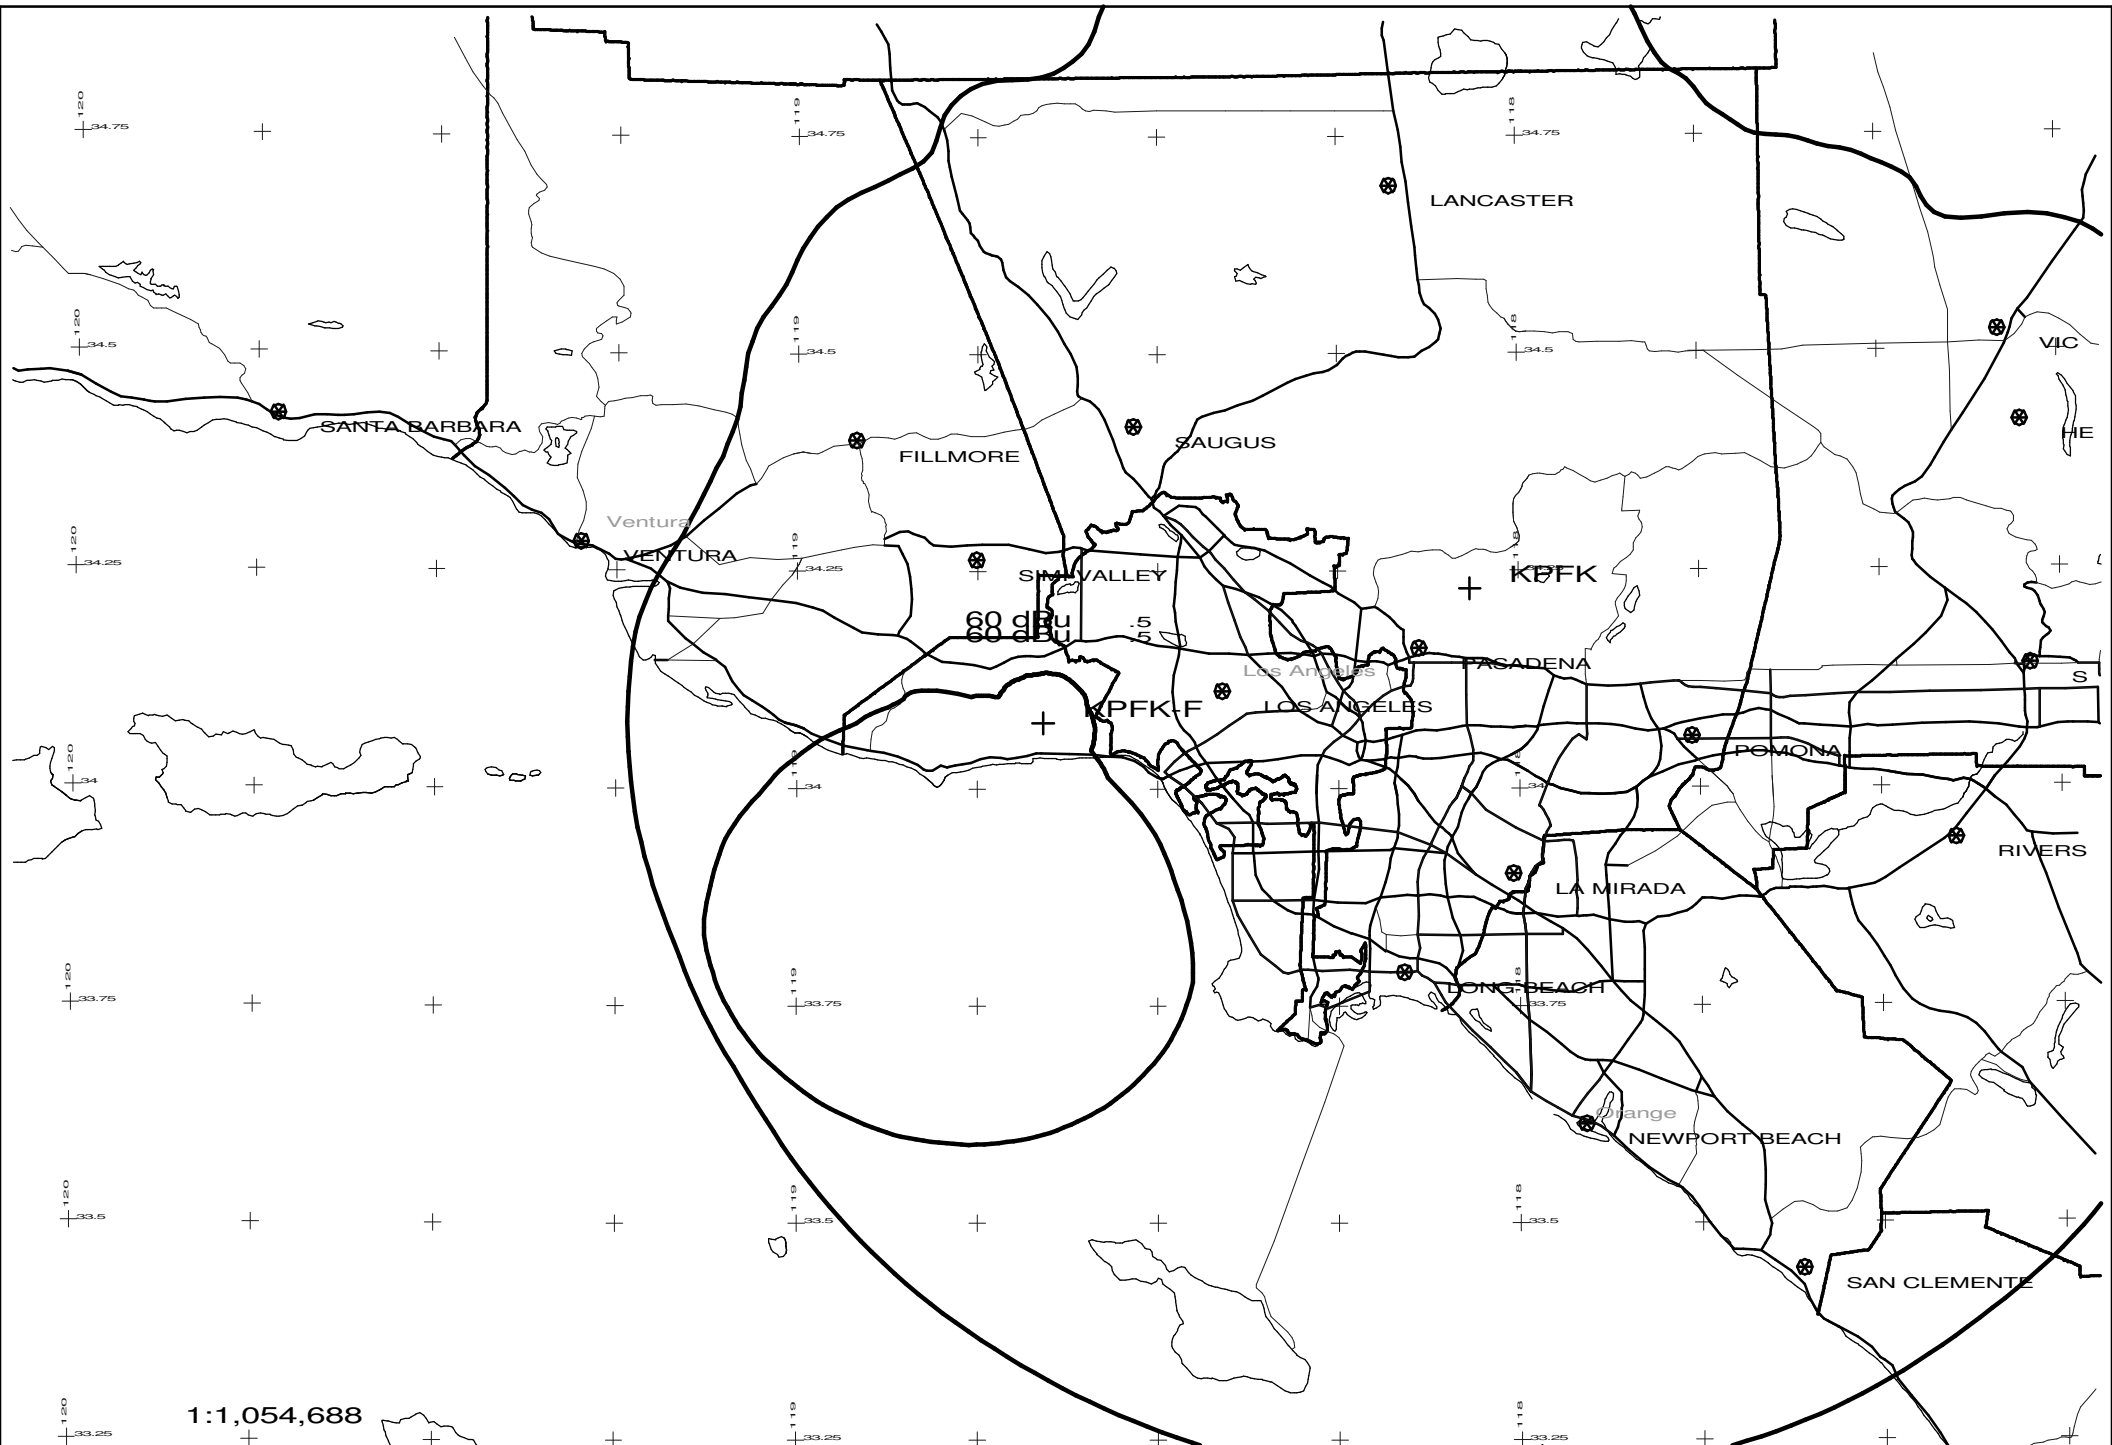 120
34.75
119
34.75
118
34.75
LANCASTER
120
34.5
119
34.5
118
34.5
VIC
SANTA BARBARA
FILLMORE
SAUGUS
HE
Ventura
VENTURA
120
34.25
119
34.25
SIMI VALLEY
118
KPFK
60 dBu .5
60 dBu .5
Los Angeles
PASADENA
S
KPFK-F
LOS ANGELES
POMONA
120
34
119
34
118
34
RIVERS
LA MIRADA
120
33.75
119
33.75
LONG BEACH
118
33.75
Orange
NEWPORT BEACH
120
33.5
119
33.5
118
33.5
SAN CLEMENTE
1:1,054,688
120
33.25
119
33.25
118
33.25